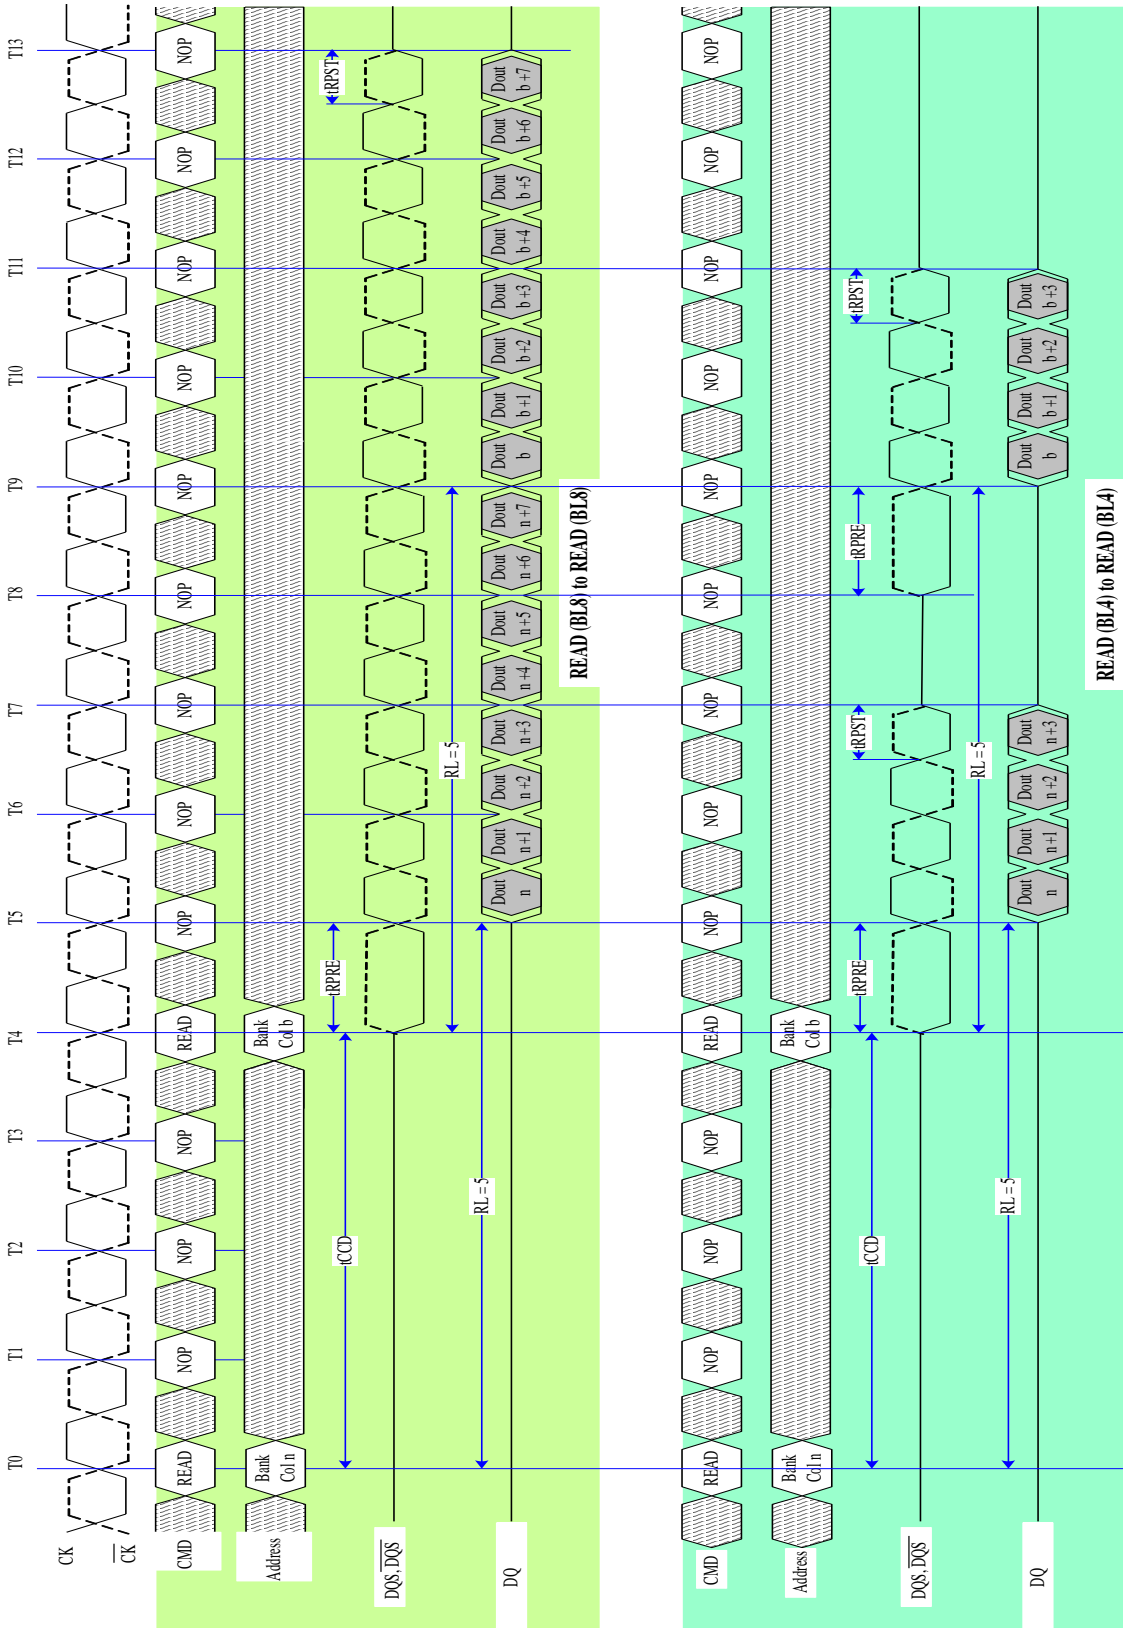 T0 T1 T2 T3 T4 T5 T6 T7 T8 T9 T10 T11 T12 T13
CK
CK
CMD READ NOP NOP NOP READ NOP NOP NOP NOP NOP NOP NOP NOP NOP
Address Bank Bank
Col n Col b
tRPST
tCCD tRPRE
DQS, DQS
RL = 5
RL = 5
DQ Dout Dout Dout Dout Dout Dout Dout Dout Dout Dout Dout Dout Dout Dout Dout Dout
n n+1 n+2 n+3 n+4 n+5 n+6 n+7 b b+1 b+2 b+3 b+4 b+5 b+6 b+7
READ (BL8) to READ (BL8)
CMD READ NOP NOP NOP READ NOP NOP NOP NOP NOP NOP NOP NOP NOP
Address Bank Bank
Col n Col b
tRPRE tRPST tRPRE tRPST
tCCD
DQS, DQS
RL = 5
RL = 5
DQ Dout Dout Dout Dout Dout Dout Dout Dout
n n+1 n+2 n+3 b b+1 b+2 b+3
READ (BL4) to READ (BL4)